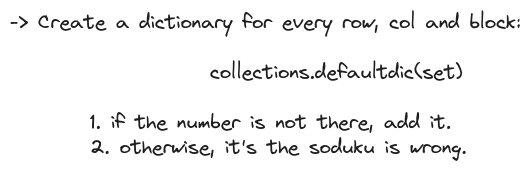 -> Create a dictionary for every row, col and block:
collections.defaultdic(set)
1. if the number is not there, add it.
2. otherwise, it's the soduku is wrong.